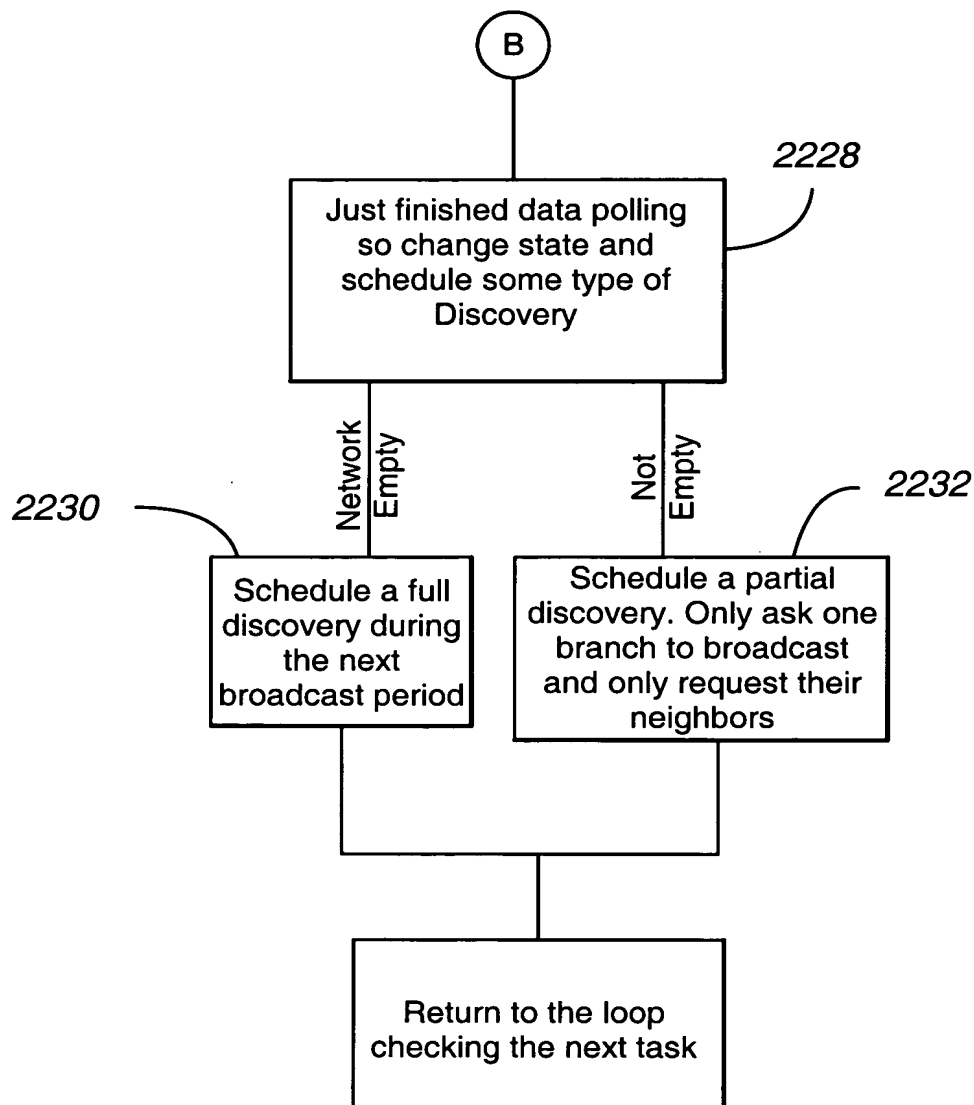 B
2228
Just finished data polling
so change state and
schedule some type of
Discovery
Network
Empty
Not
Empty
2230
2232
Schedule a full
discovery during
the next
broadcast period
Schedule a partial
discovery. Only ask one
branch to broadcast
and only request their
neighbors
Return to the loop
checking the next task